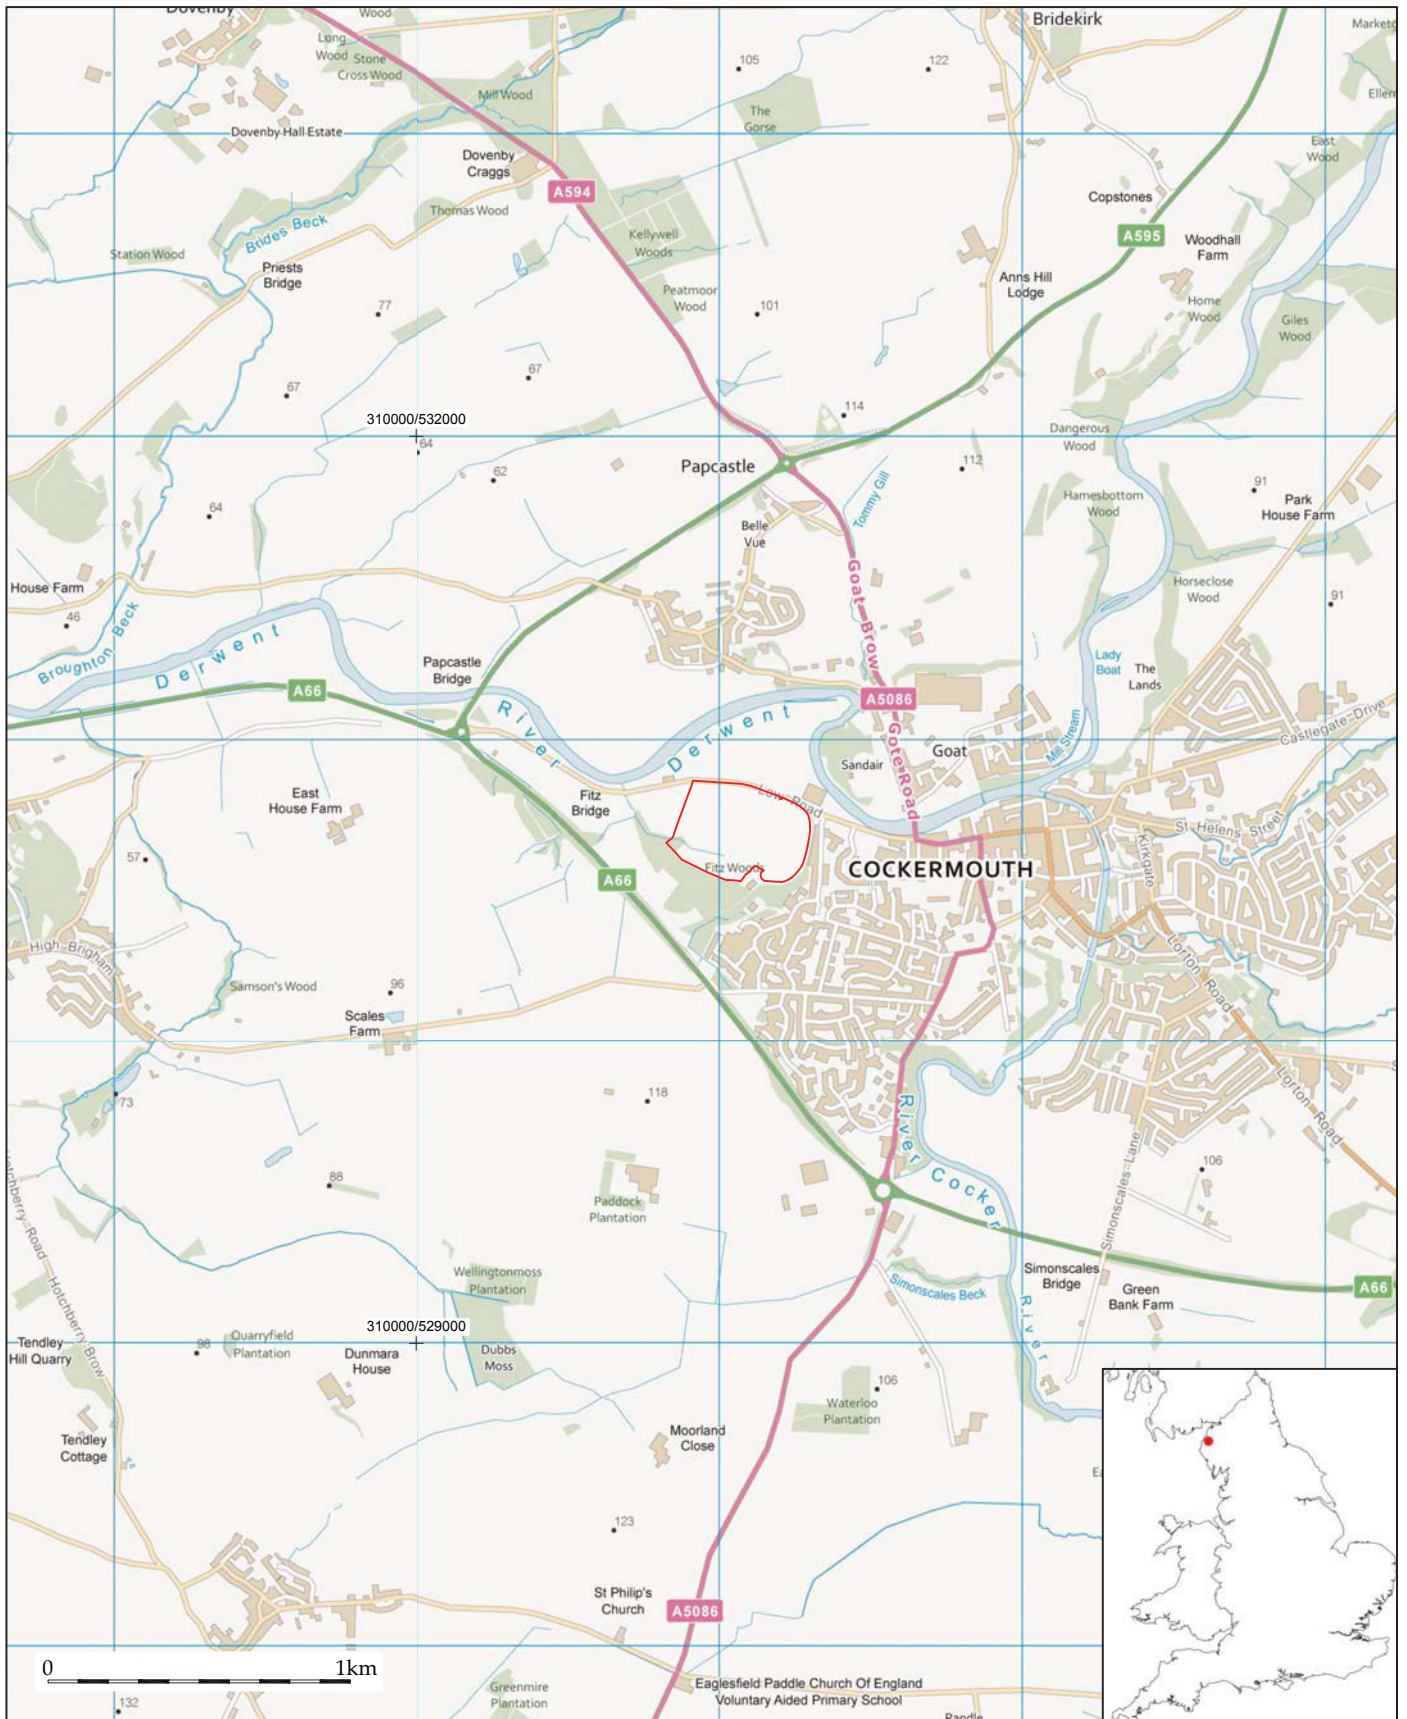 Dovenby
Wood
Bridekirk
Market
Long
Wood
Stone
Cross Wood
105
122
Mill Wood
The
Gorse
Dovenby Hall Estate
East
Wood
Dovenby
Craggs
A594
Copstones
Thomas Wood
Brides Beck
Kellywell
Woods
A595
Woodhall
Farm
Station Wood
Priests
Bridge
Anns Hill
Lodge
Peatmoor
Wood
Home
Wood
77
101
Giles
Wood
67
67
310000/532000
114
64
Dangerous
Wood
Papcastle
62
112
Tommy Gill
91
Hamesbottom
Wood
Park
House Farm
64
Belle
Vue
Goat Brow
House Farm
Horseclose
Wood
46
91
Broughton Beck
Derwent
Papcastle
Bridge
Lady
Boat
The
Lands
A66
A5086
River
Derwent
Gote Road
Castlegate Drive
Mill Stream
Goat
Sandair
East
House Farm
Fitz
Bridge
Low Road
St Helens Street
Kirkgate
57
Fitz Woods
COCKERMOUTH
A66
High Brigham
Lorton Road
Samson's Wood
96
Scales
Farm
73
118
River Cocker
Lorton Road
88
106
Paddock
Plantation
Simonscales Lane
Hotchberry Road
Hotchberry Brow
Wellingtonmoss
Plantation
Simonscales Beck
Simonscales
Bridge
Green
Bank Farm
A66
River
310000/529000
Tendley
Hill Quarry
98
Quarryfield
Plantation
Dunmara
House
Dubbs
Moss
106
Waterloo
Plantation
Tendley
Cottage
Moorland
Close
123
St Philip's
Church
A5086
0 1km
Eaglesfield Paddle Church Of England
Voluntary Aided Primary School
Greenmire
Plantation
132
Randle